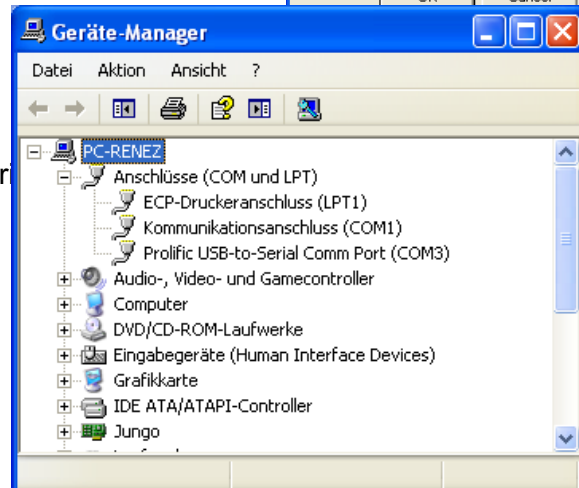 Geräte-Manager
Datei Aktion Ansicht ?
PC-RENEZ
Anschlüsse (COM und LPT)
ECP-Druckeranschluss (LPT1)
Kommunikationsanschluss (COM1)
Prolific USB-to-Serial Comm Port (COM3)
Audio-, Video- und Gamecontroller
Computer
DVD/CD-ROM-Laufwerke
Eingabegeräte (Human Interface Devices)
Grafikkarte
IDE ATA/ATAPI-Controller
Jungo